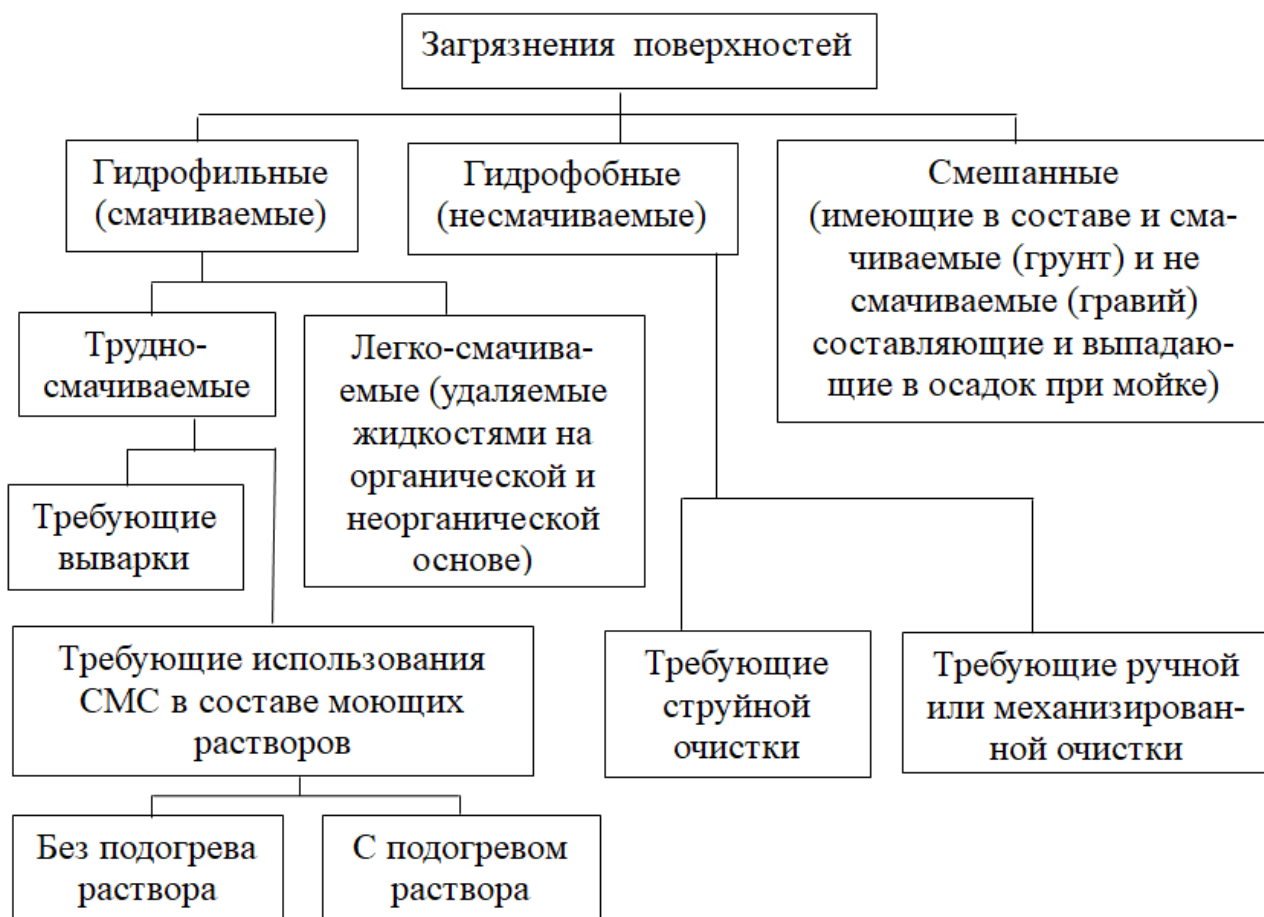 Загрязнения поверхностей
Гидрофильные
(смачиваемые)
Гидрофобные
(несмачиваемые)
Смешанные
(имеющие в составе и сма-
чиваемые (грунт) и не
смачиваемые (гравий)
составляющие и выпадаю-
щие в осадок при мойке)
Трудно-
смачиваемые
Легко-смачива-
емые (удаляемые
жидкостями на
органической и
неорганической
основе)
Требующие
выварки
Требующие использования
СМС в составе моющих
растворов
Требующие
струйной
очистки
Требующие ручной
или механизирован-
ной очистки
Без подогрева
раствора
С подогревом
раствора